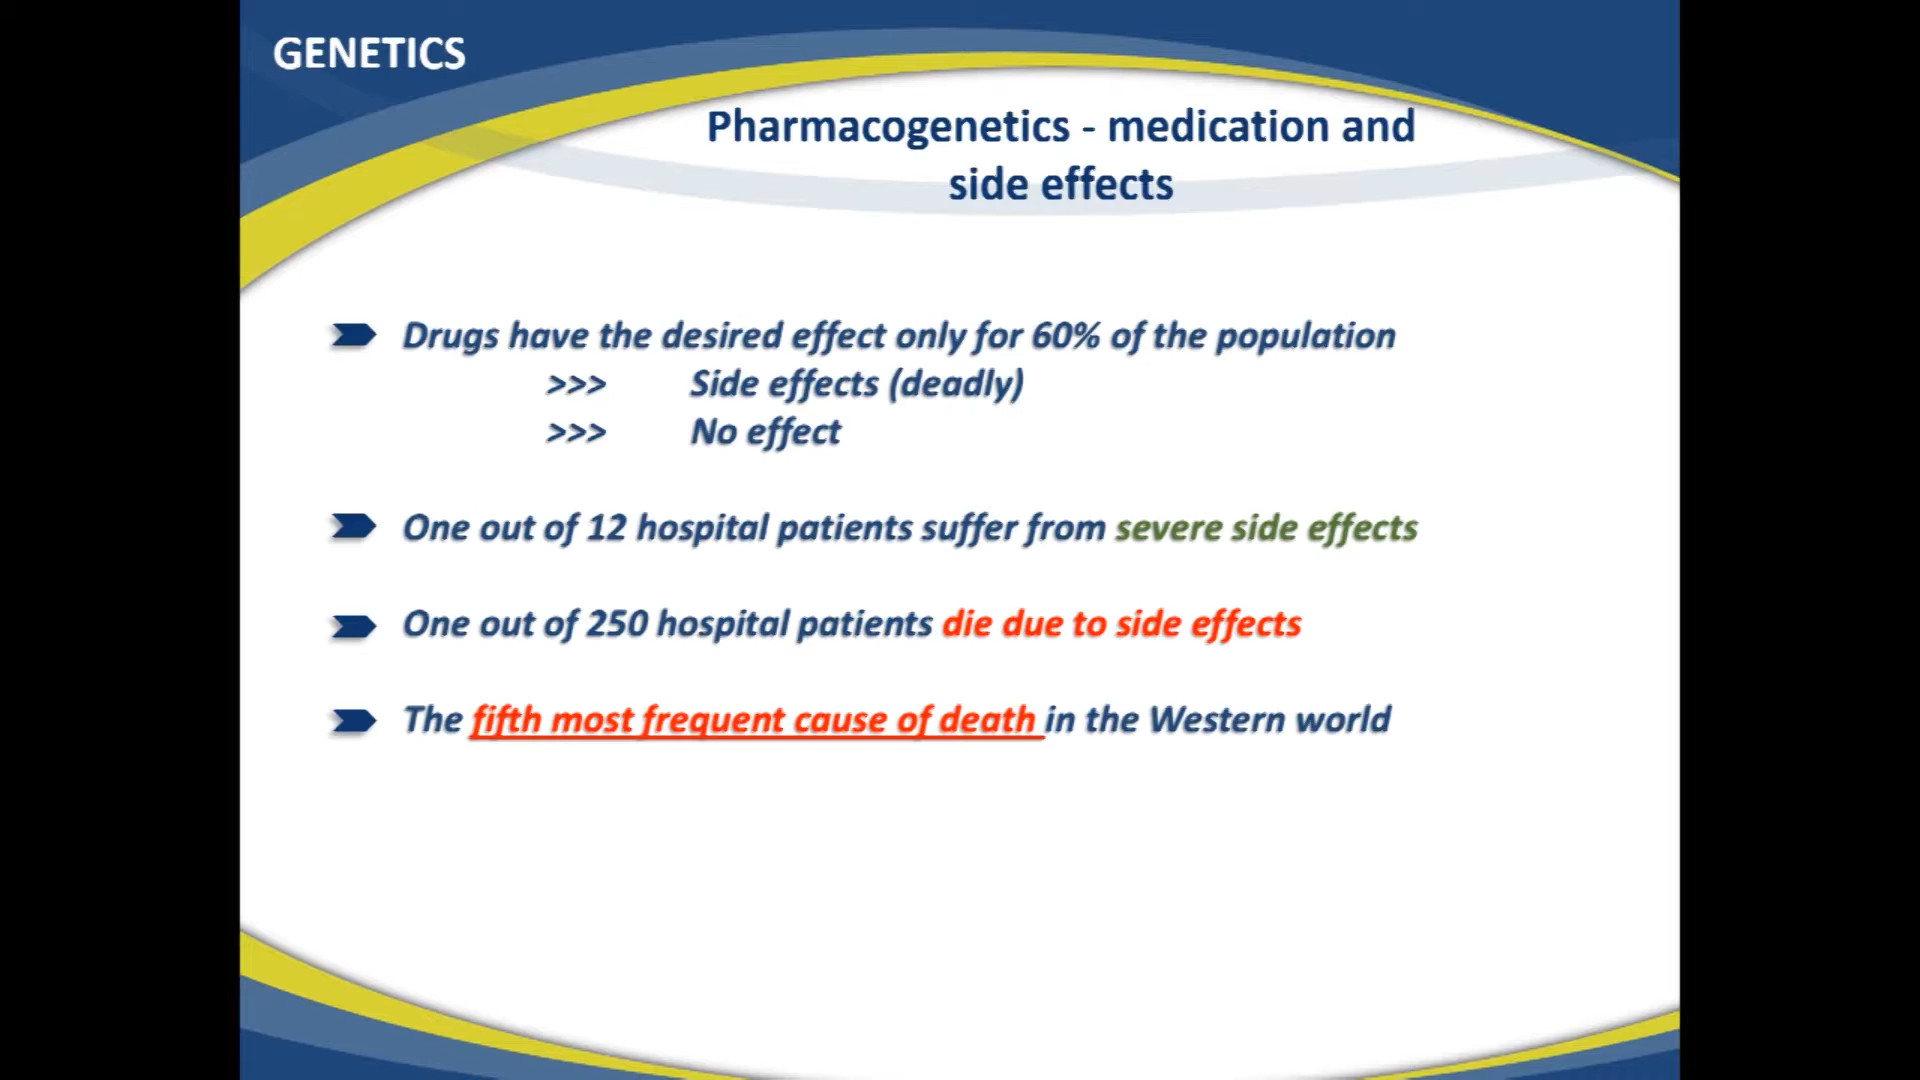 GENETICS
Pharmacogenetics - medication and
side effects
Drugs have the desired effect only for 60% of the population
>>> Side effects (deadly)
>>> No effect
One out of 12 hospital patients suffer from severe side effects
One out of 250 hospital patients die due to side effects
The fifth most frequent cause of death in the Western world